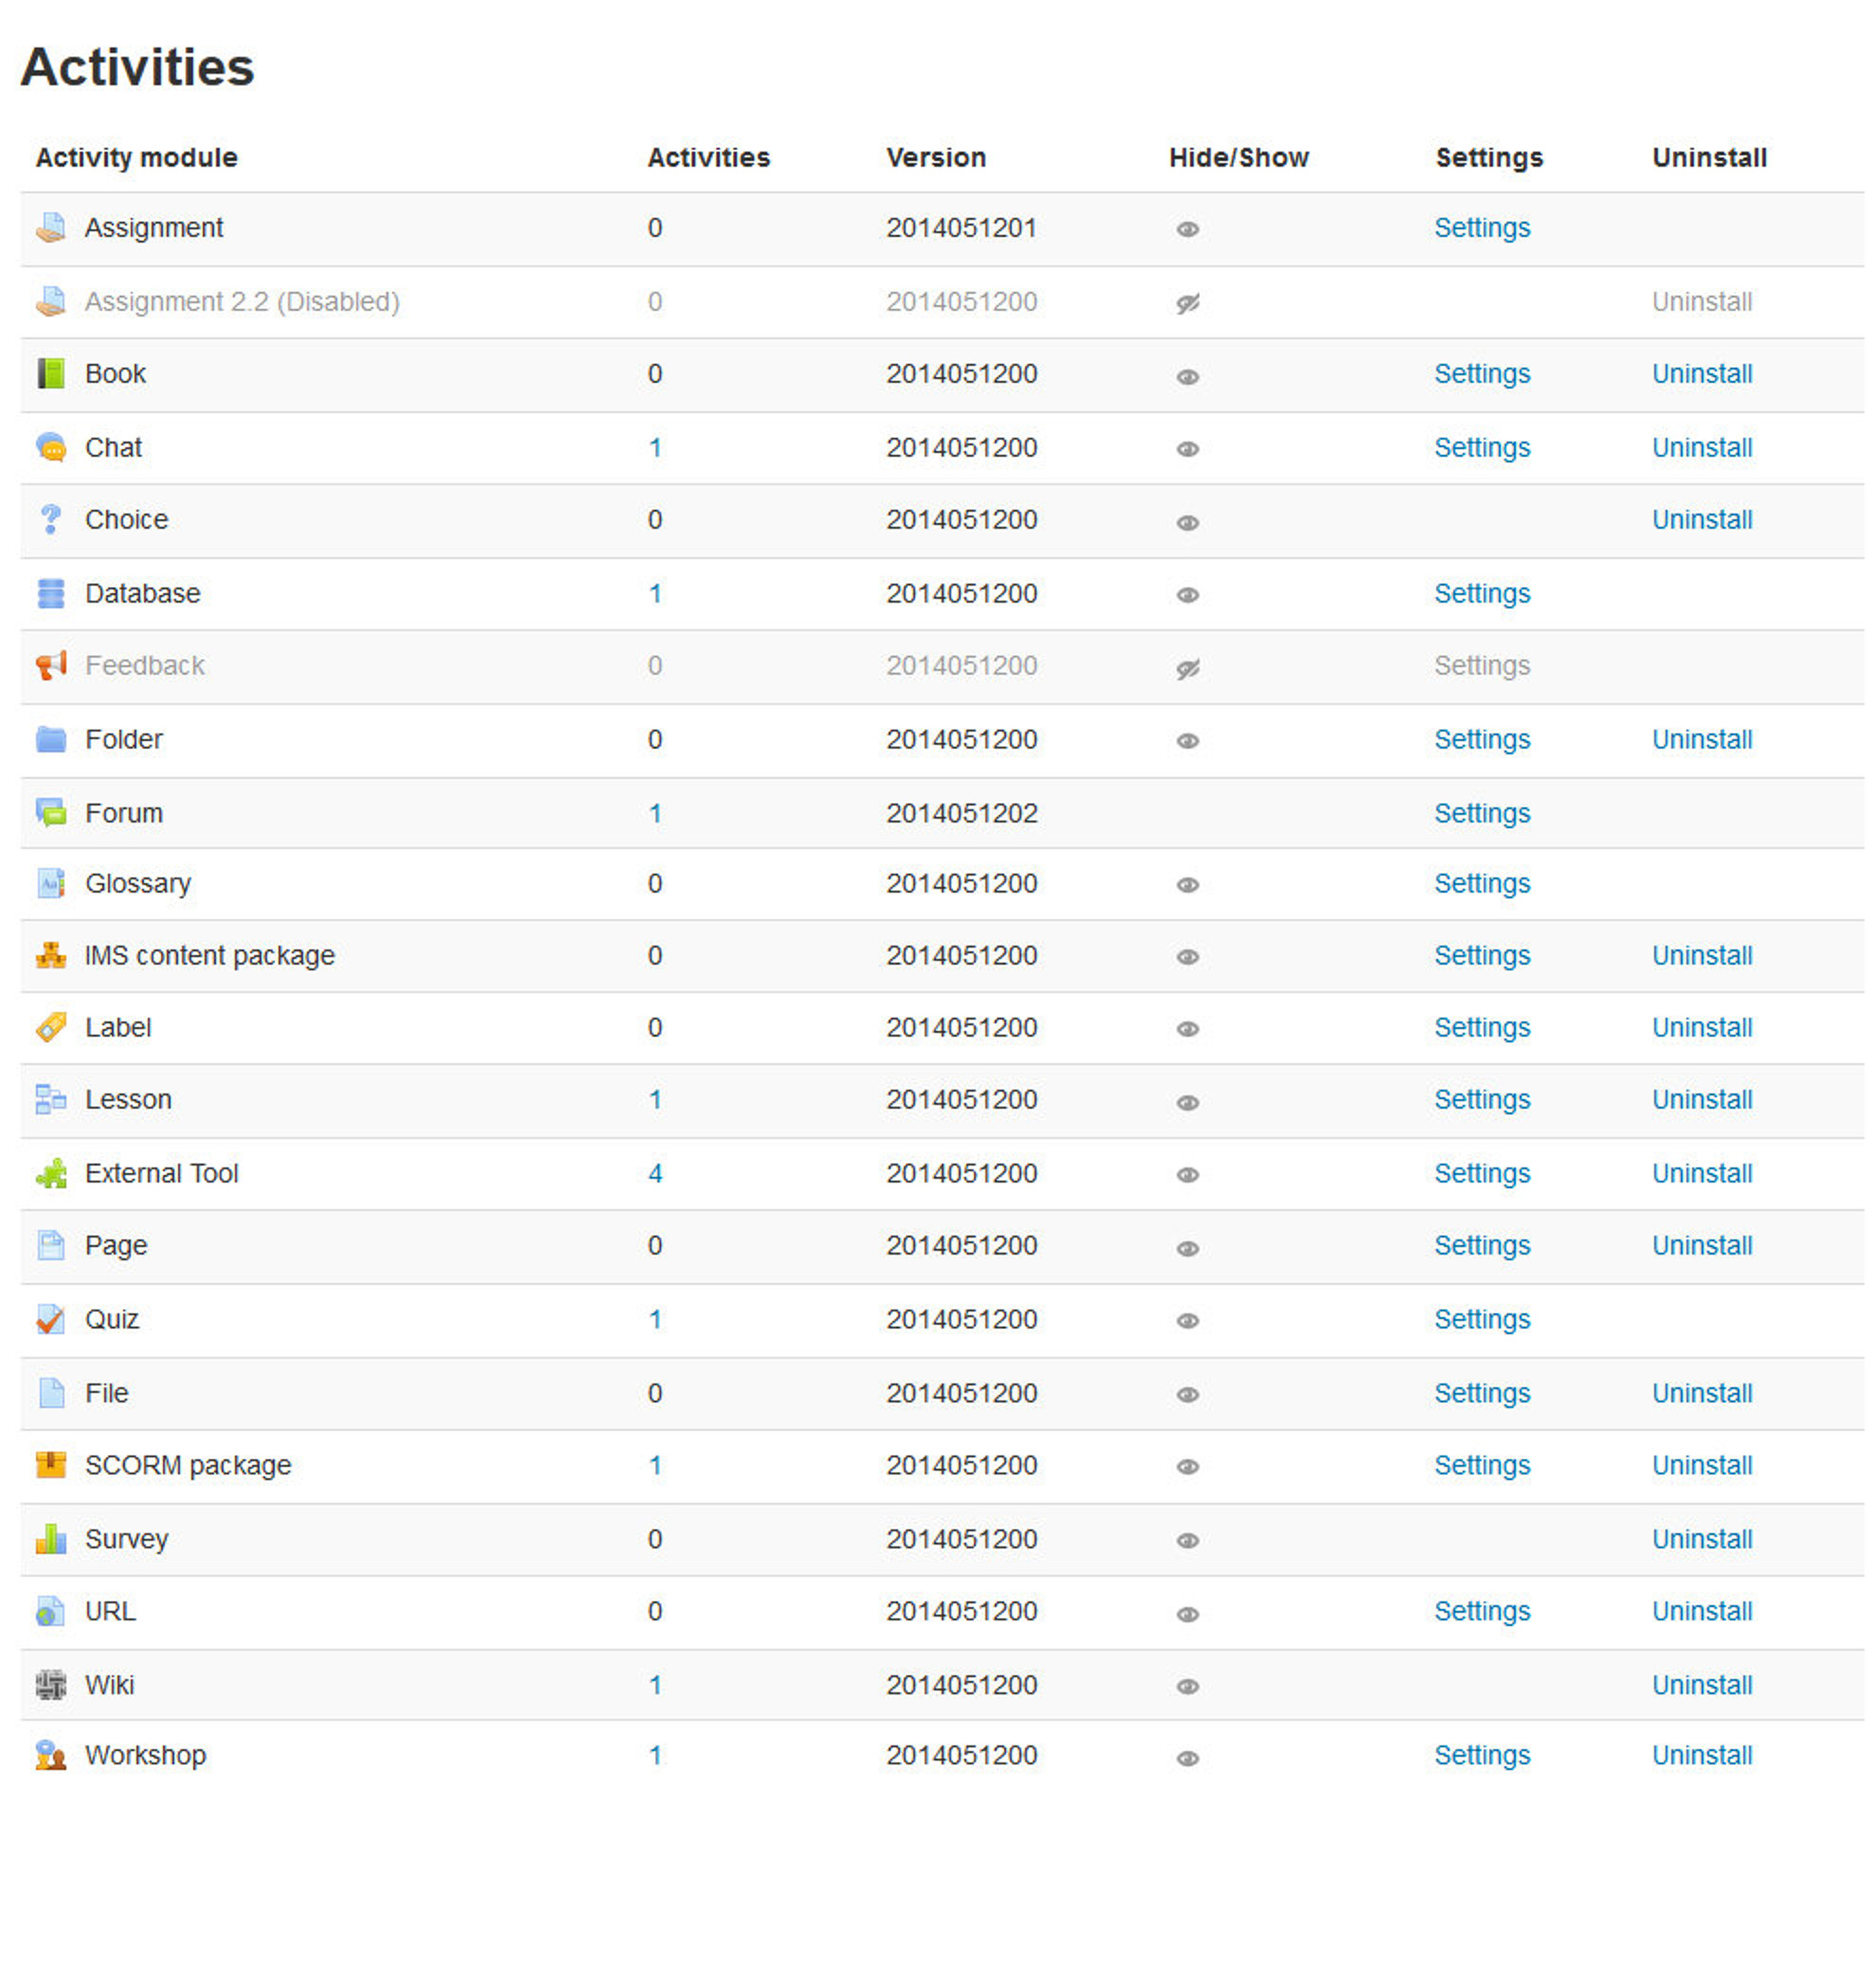 Activities
Activity module Activities Version Hide/Show Settings Uninstall
Assignment 0 2014051201 Settings
Assignment 2.2 (Disabled) 0 2014051200 Uninstall
Book 0 2014051200 Settings Uninstall
Chat 1 2014051200 Settings Uninstall
Choice 0 2014051200 Uninstall
Database 1 2014051200 Settings
Feedback 0 2014051200 Settings
Folder 0 2014051200 Settings Uninstall
Forum 1 2014051202 Settings
Glossary 0 2014051200 Settings
IMS content package 0 2014051200 Settings Uninstall
Label 0 2014051200 Settings Uninstall
Lesson 1 2014051200 Settings Uninstall
External Tool 4 2014051200 Settings Uninstall
Page 0 2014051200 Settings Uninstall
Quiz 1 2014051200 Settings
File 0 2014051200 Settings Uninstall
SCORM package 1 2014051200 Settings Uninstall
Survey 0 2014051200 Uninstall
URL 0 2014051200 Settings Uninstall
Wiki 1 2014051200 Uninstall
Workshop 1 2014051200 Settings Uninstall